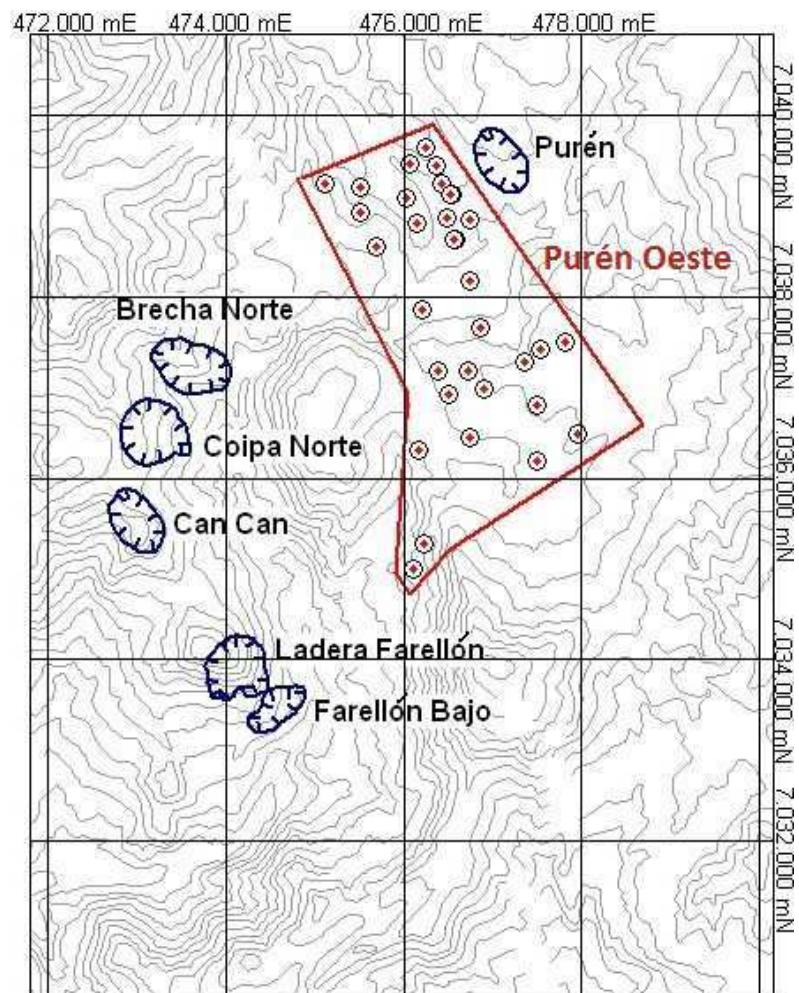 472.000 mE 474.000 mE 476.000 mE 478.000 mE
7.040.000 mN
Purén
Purén Oeste
7.038.000 mN
Brecha Norte
Coipa Norte
7.036.000 mN
Can Can
Ladera Farellón
7.034.000 mN
Farellón Bajo
7.032.000 mN